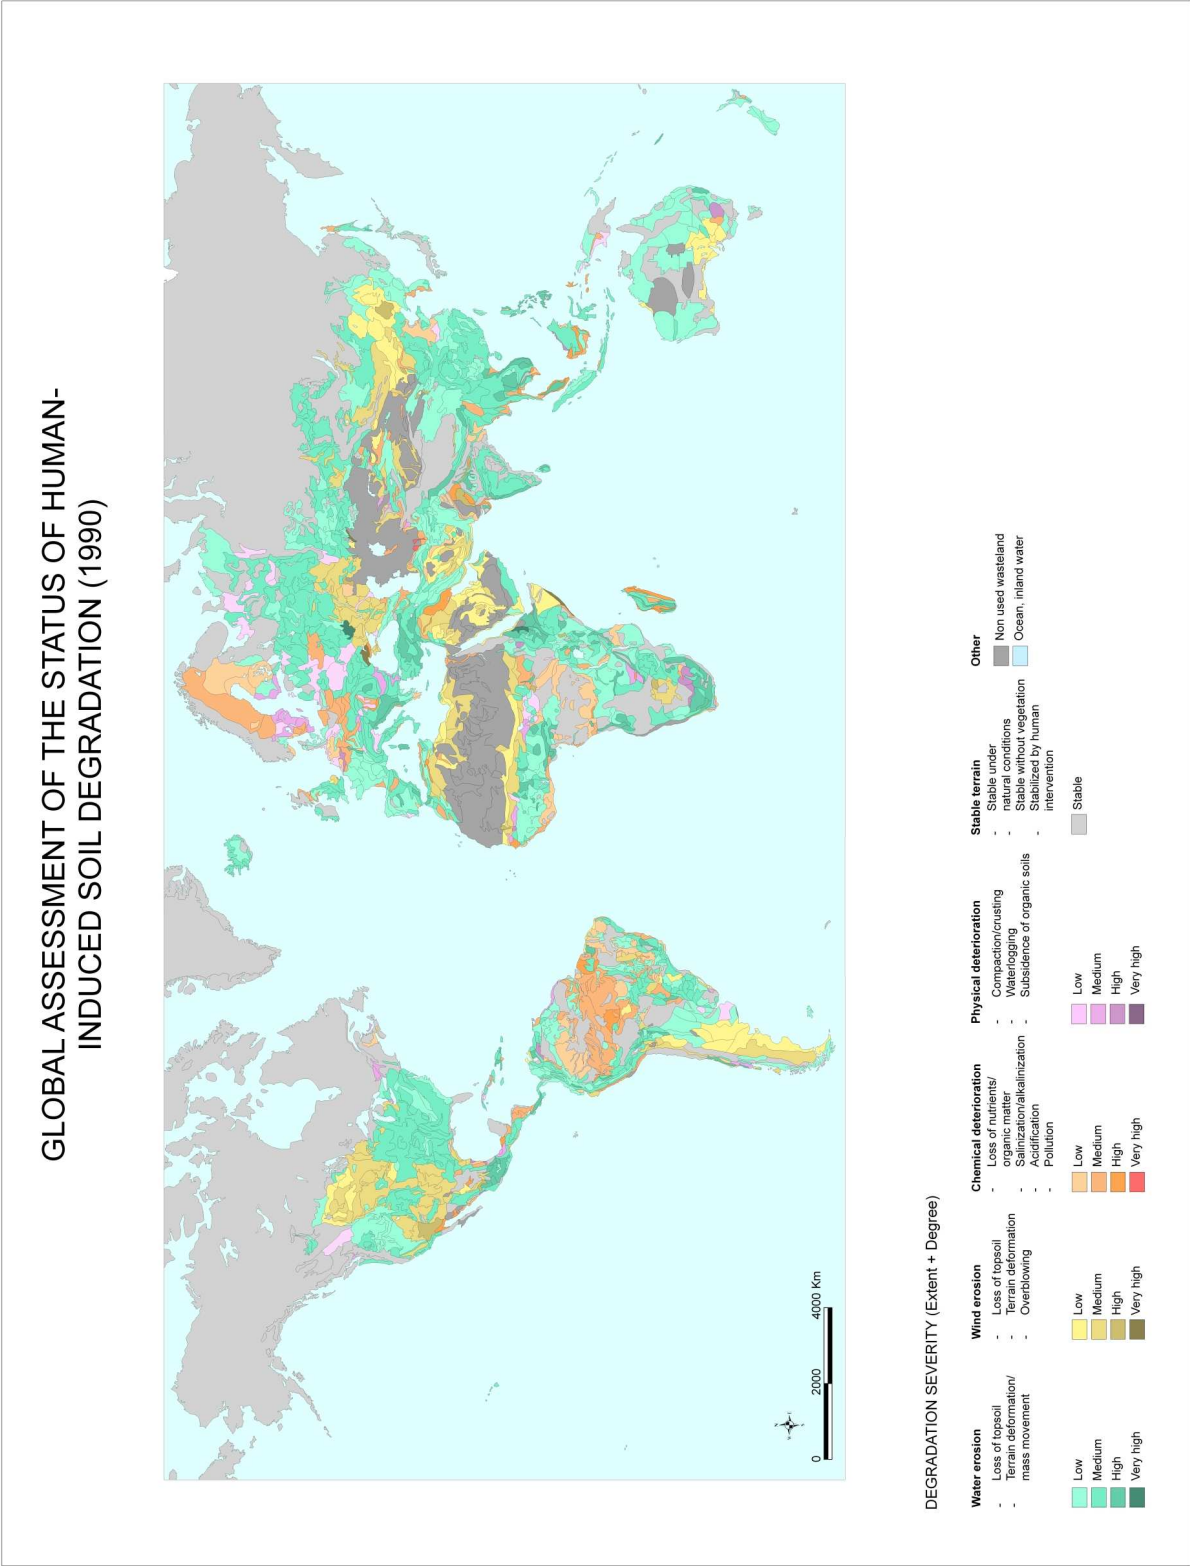 GLOBAL ASSESSMENT OF THE STATUS OF HUMAN-
INDUCED SOIL DEGRADATION (1990)
0 2000 4000 Km
DEGRADATION SEVERITY (Extent + Degree)
Water erosion
- Loss of topsoil
- Terrain deformation/
mass movement
Low
Medium
High
Very high
Wind erosion
- Loss of topsoil
- Terrain deformation
- Overblowing
Low
Medium
High
Very high
Chemical deterioration
- Loss of nutrients/
organic matter
- Salinization/alkalinization
- Acidification
- Pollution
Low
Medium
High
Very high
Physical deterioration
- Compaction/crusting
- Waterlogging
- Subsidence of organic soils
Low
Medium
High
Very high
Stable terrain
- Stable under
natural conditions
- Stable without vegetation
- Stabilized by human
intervention
Stable
Other
Non used wasteland
Ocean, inland water